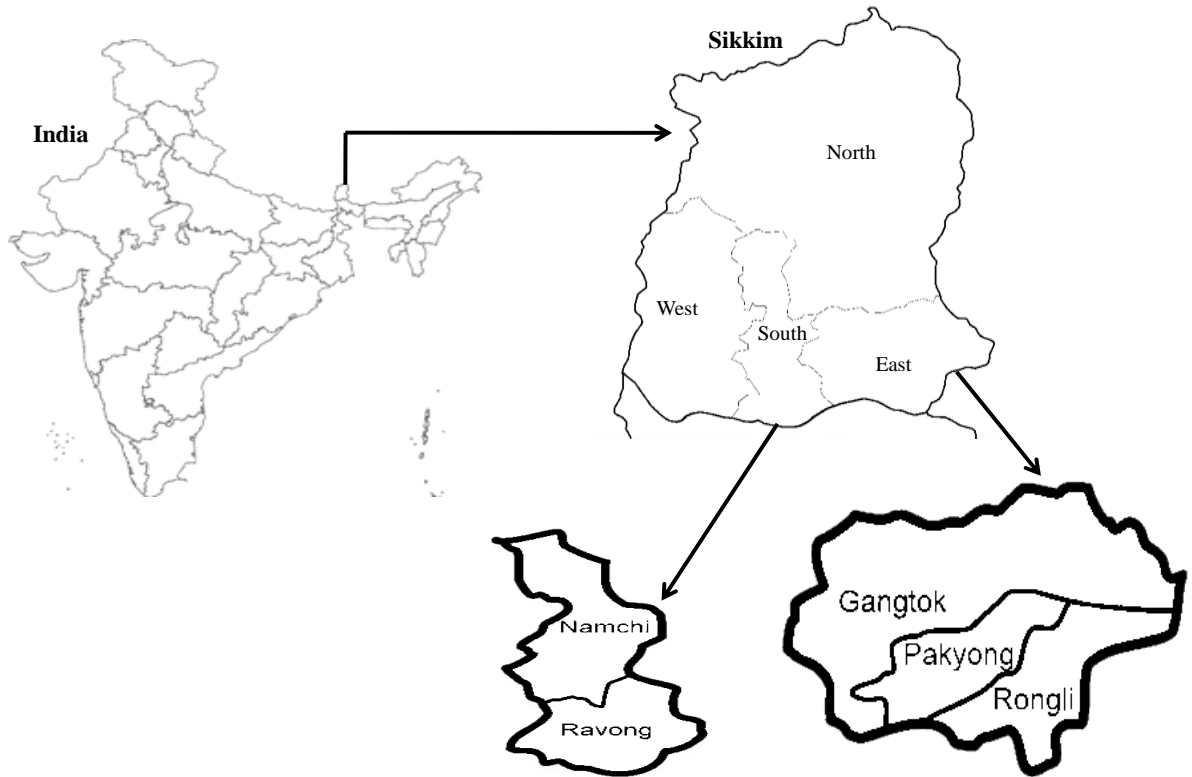 Sikkim
India
North
West
South
East
Gangtok
Namchi
Pakyong
Rongli
Ravong